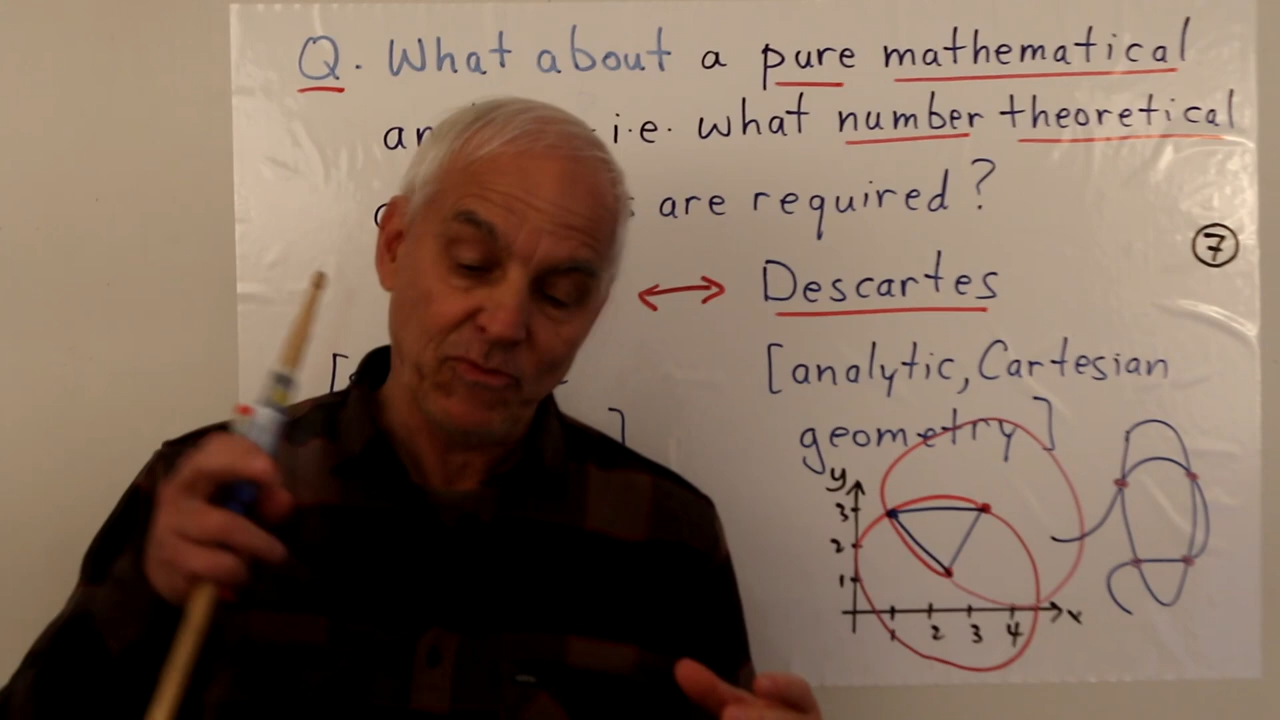 Q. What about a pure mathematical
i.e. what number theoretical
are required?
7
Descartes
[analytic, Cartesian
geometry]
y
3
2
1
1 2 3 4 x